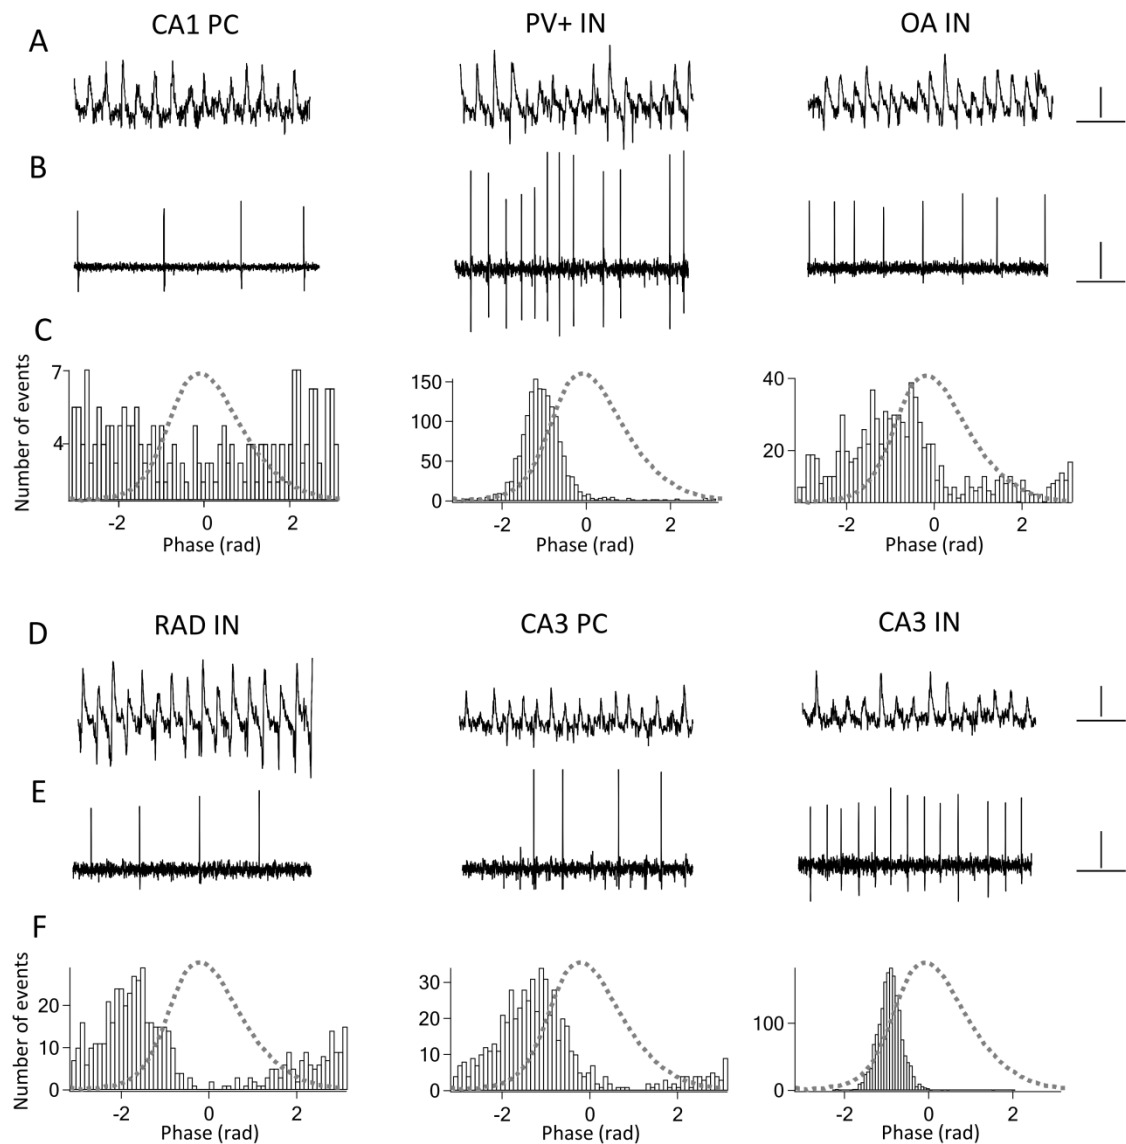 A
CA1 PC PV+ IN OA IN
B
C
Number of events
7
4
-2 0 2
Phase (rad)
150
100
50
0
-2 0 2
Phase (rad)
40
20
-2 0 2
Phase (rad)
D
RAD IN CA3 PC CA3 IN
E
F
Number of events
20
10
0
-2 0 2
Phase (rad)
30
20
10
0
-2 0 2
Phase (rad)
100
0
-2 0 2
Phase (rad)